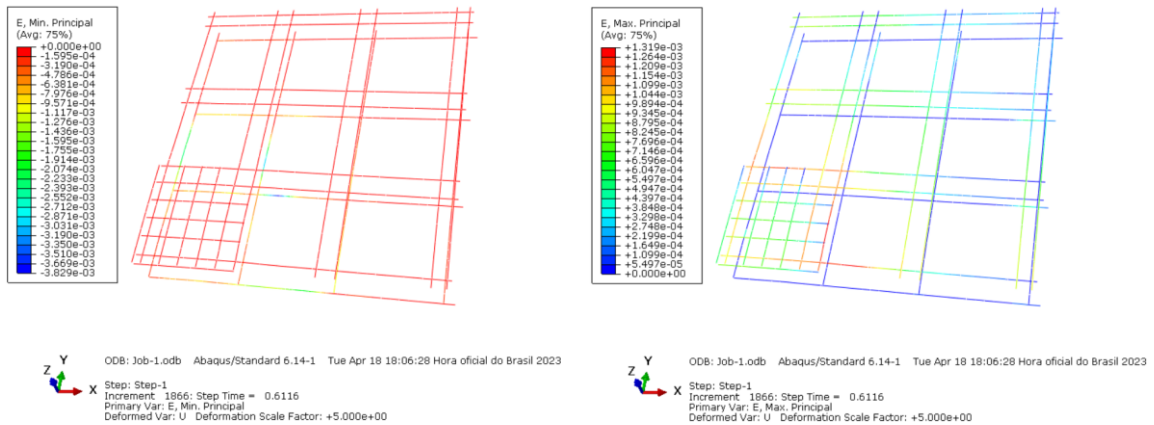 E, Min. Principal
(Avg: 75%)
+0.000e+00
-1.595e-04
-3.190e-04
-4.786e-04
-6.381e-04
-7.976e-04
-9.571e-04
-1.117e-03
-1.276e-03
-1.436e-03
-1.595e-03
-1.755e-03
-1.914e-03
-2.074e-03
-2.233e-03
-2.393e-03
-2.552e-03
-2.712e-03
-2.871e-03
-3.031e-03
-3.190e-03
-3.350e-03
-3.510e-03
-3.669e-03
-3.829e-03
Y
Z
X
ODB: Job-1.odb Abaqus/Standard 6.14-1 Tue Apr 18 18:06:28 Hora oficial do Brasil 2023
Step: Step-1
Increment 1866: Step Time = 0.6116
Primary Var: E, Min. Principal
Deformed Var: U Deformation Scale Factor: +5.000e+00
E, Max. Principal
(Avg: 75%)
+1.319e-03
+1.264e-03
+1.209e-03
+1.154e-03
+1.099e-03
+1.044e-03
+9.894e-04
+9.345e-04
+8.795e-04
+8.245e-04
+7.696e-04
+7.146e-04
+6.596e-04
+6.047e-04
+5.497e-04
+4.947e-04
+4.397e-04
+3.848e-04
+3.298e-04
+2.748e-04
+2.199e-04
+1.649e-04
+1.099e-04
+5.497e-05
+0.000e+00
Y
Z
X
ODB: Job-1.odb Abaqus/Standard 6.14-1 Tue Apr 18 18:06:28 Hora oficial do Brasil 2023
Step: Step-1
Increment 1866: Step Time = 0.6116
Primary Var: E, Max. Principal
Deformed Var: U Deformation Scale Factor: +5.000e+00